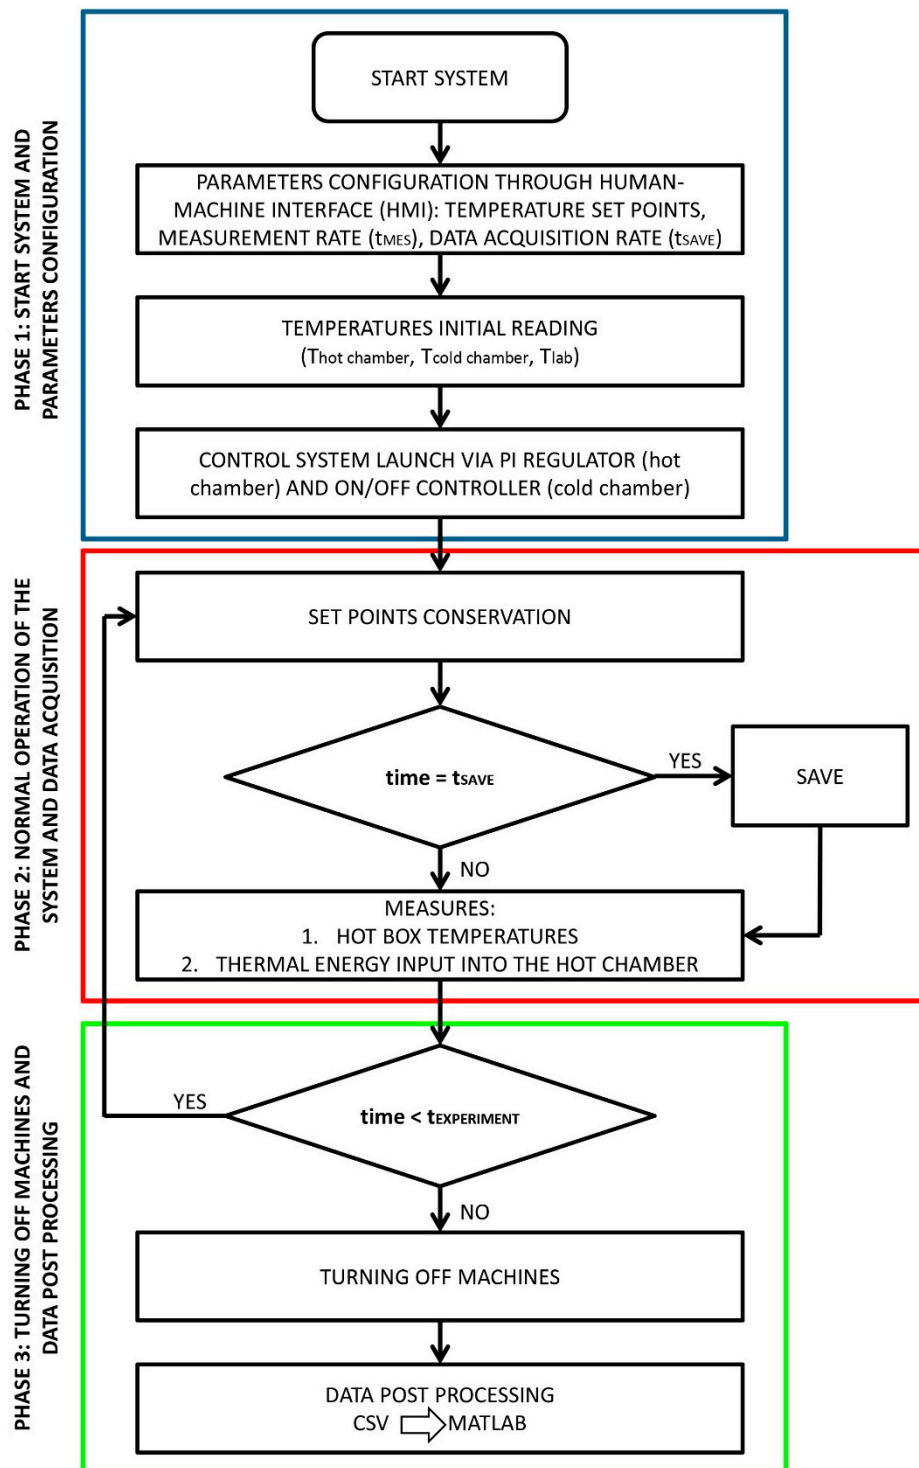 PHASE 1: START SYSTEM AND
PARAMETERS CONFIGURATION
START SYSTEM
PARAMETERS CONFIGURATION THROUGH HUMAN-
MACHINE INTERFACE (HMI): TEMPERATURE SET POINTS,
MEASUREMENT RATE (tMES), DATA ACQUISITION RATE (tSAVE)
TEMPERATURES INITIAL READING
(Thot chamber, Tcold chamber, Tlab)
CONTROL SYSTEM LAUNCH VIA PI REGULATOR (hot
chamber) AND ON/OFF CONTROLLER (cold chamber)
PHASE 2: NORMAL OPERATION OF THE
SYSTEM AND DATA ACQUISITION
SET POINTS CONSERVATION
time = tSAVE
YES
SAVE
NO
MEASURES:
1. HOT BOX TEMPERATURES
2. THERMAL ENERGY INPUT INTO THE HOT CHAMBER
PHASE 3: TURNING OFF MACHINES AND
DATA POST PROCESSING
YES
time < tEXPERIMENT
NO
TURNING OFF MACHINES
DATA POST PROCESSING
CSV MATLAB